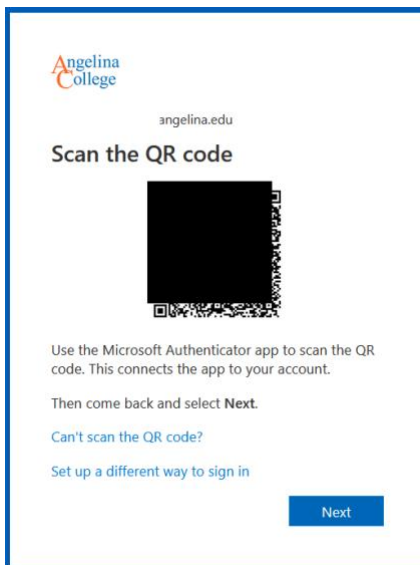 Angelina
College
angelina.edu
Scan the QR code
Use the Microsoft Authenticator app to scan the QR
code. This connects the app to your account.
Then come back and select Next.
Can't scan the QR code?
Set up a different way to sign in
Next